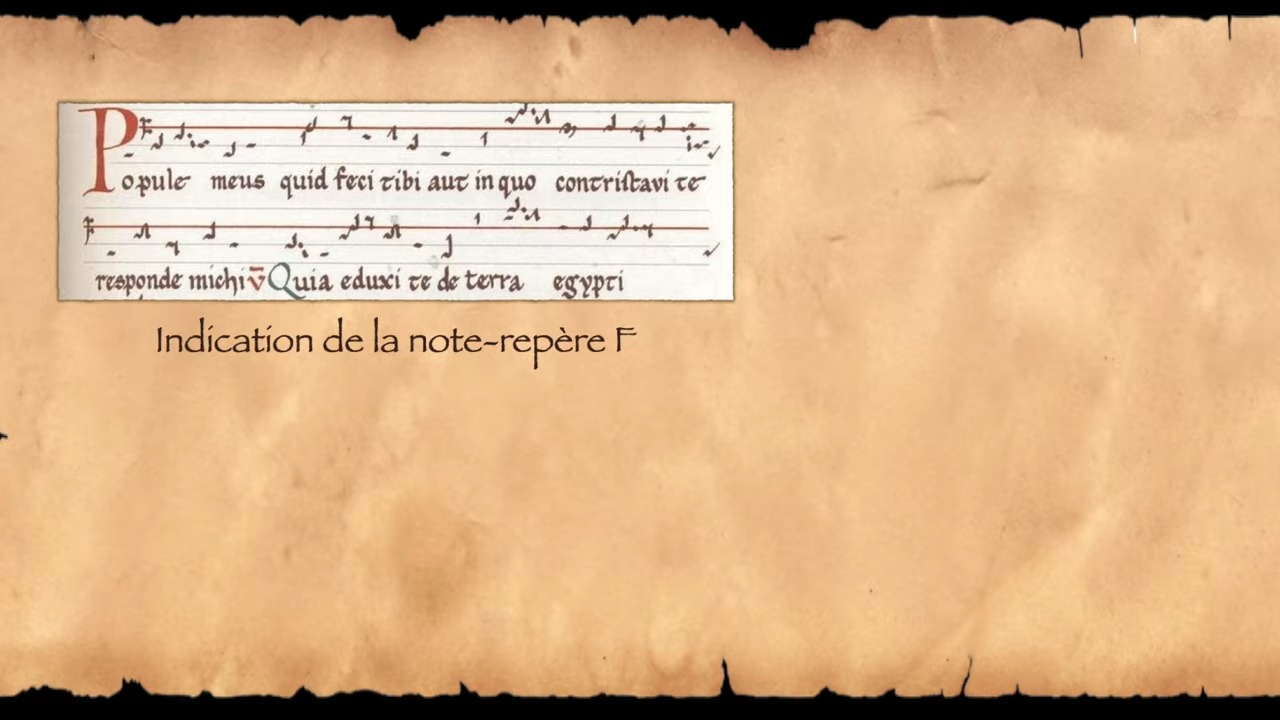 F
Popule meus quid feci tibi aut in quo contristavi te
F
responde michi v̄ Quia eduxi te de terra egypti
Indication de la note-repère F